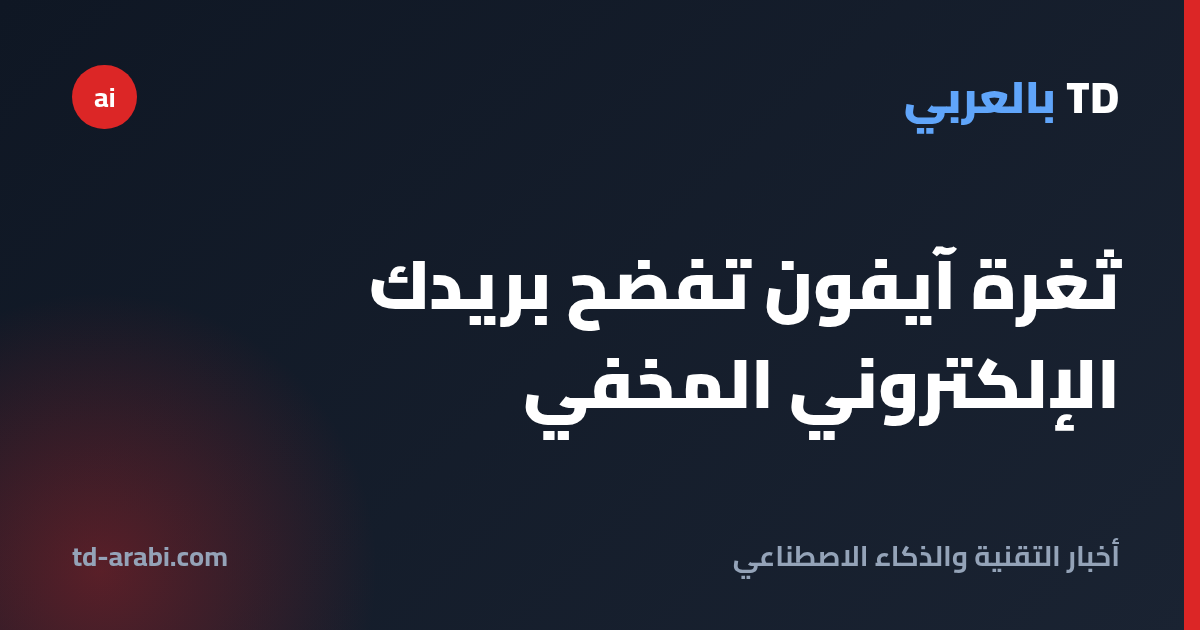 TD بالعربي
ai
ثغرة آيفون تفضح بريدك
الإلكتروني المخفي
أخبار التقنية والذكاء الاصطناعي
td-arabi.com